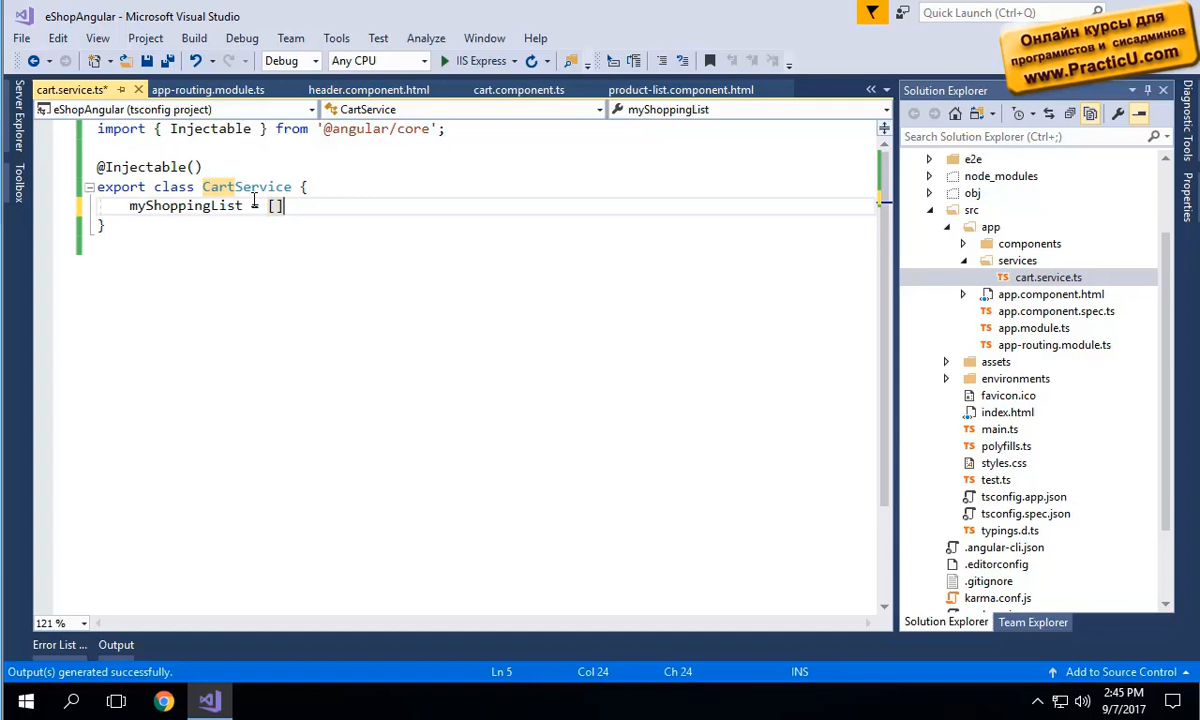 eShopAngular - Microsoft Visual Studio
Quick Launch (Ctrl+Q)
File Edit View Project Build Debug Team Tools Test Analyze Window Help
Онлайн курсы для
програмистов и сисадминов
www.PracticU.com
Debug Any CPU IIS Express
cart.service.ts* app-routing.module.ts header.component.html cart.component.ts product-list.component.html
eShopAngular (tsconfig project) CartService myShoppingList
Server Explorer
Toolbox
import { Injectable } from '@angular/core';
@Injectable()
export class CartService {
myShoppingList = []
}
Solution Explorer
Search Solution Explorer (Ctrl+;)
e2e
node_modules
obj
src
app
components
services
cart.service.ts
app.component.html
app.component.spec.ts
app.module.ts
app-routing.module.ts
assets
environments
favicon.ico
index.html
main.ts
polyfills.ts
styles.css
test.ts
tsconfig.app.json
tsconfig.spec.json
typings.d.ts
.angular-cli.json
.editorconfig
.gitignore
karma.conf.js
Solution Explorer Team Explorer
Diagnostic Tools
Properties
121 %
Error List ... Output
Output(s) generated successfully. Ln 5 Col 24 Ch 24 INS Add to Source Control
2:45 PM
9/7/2017